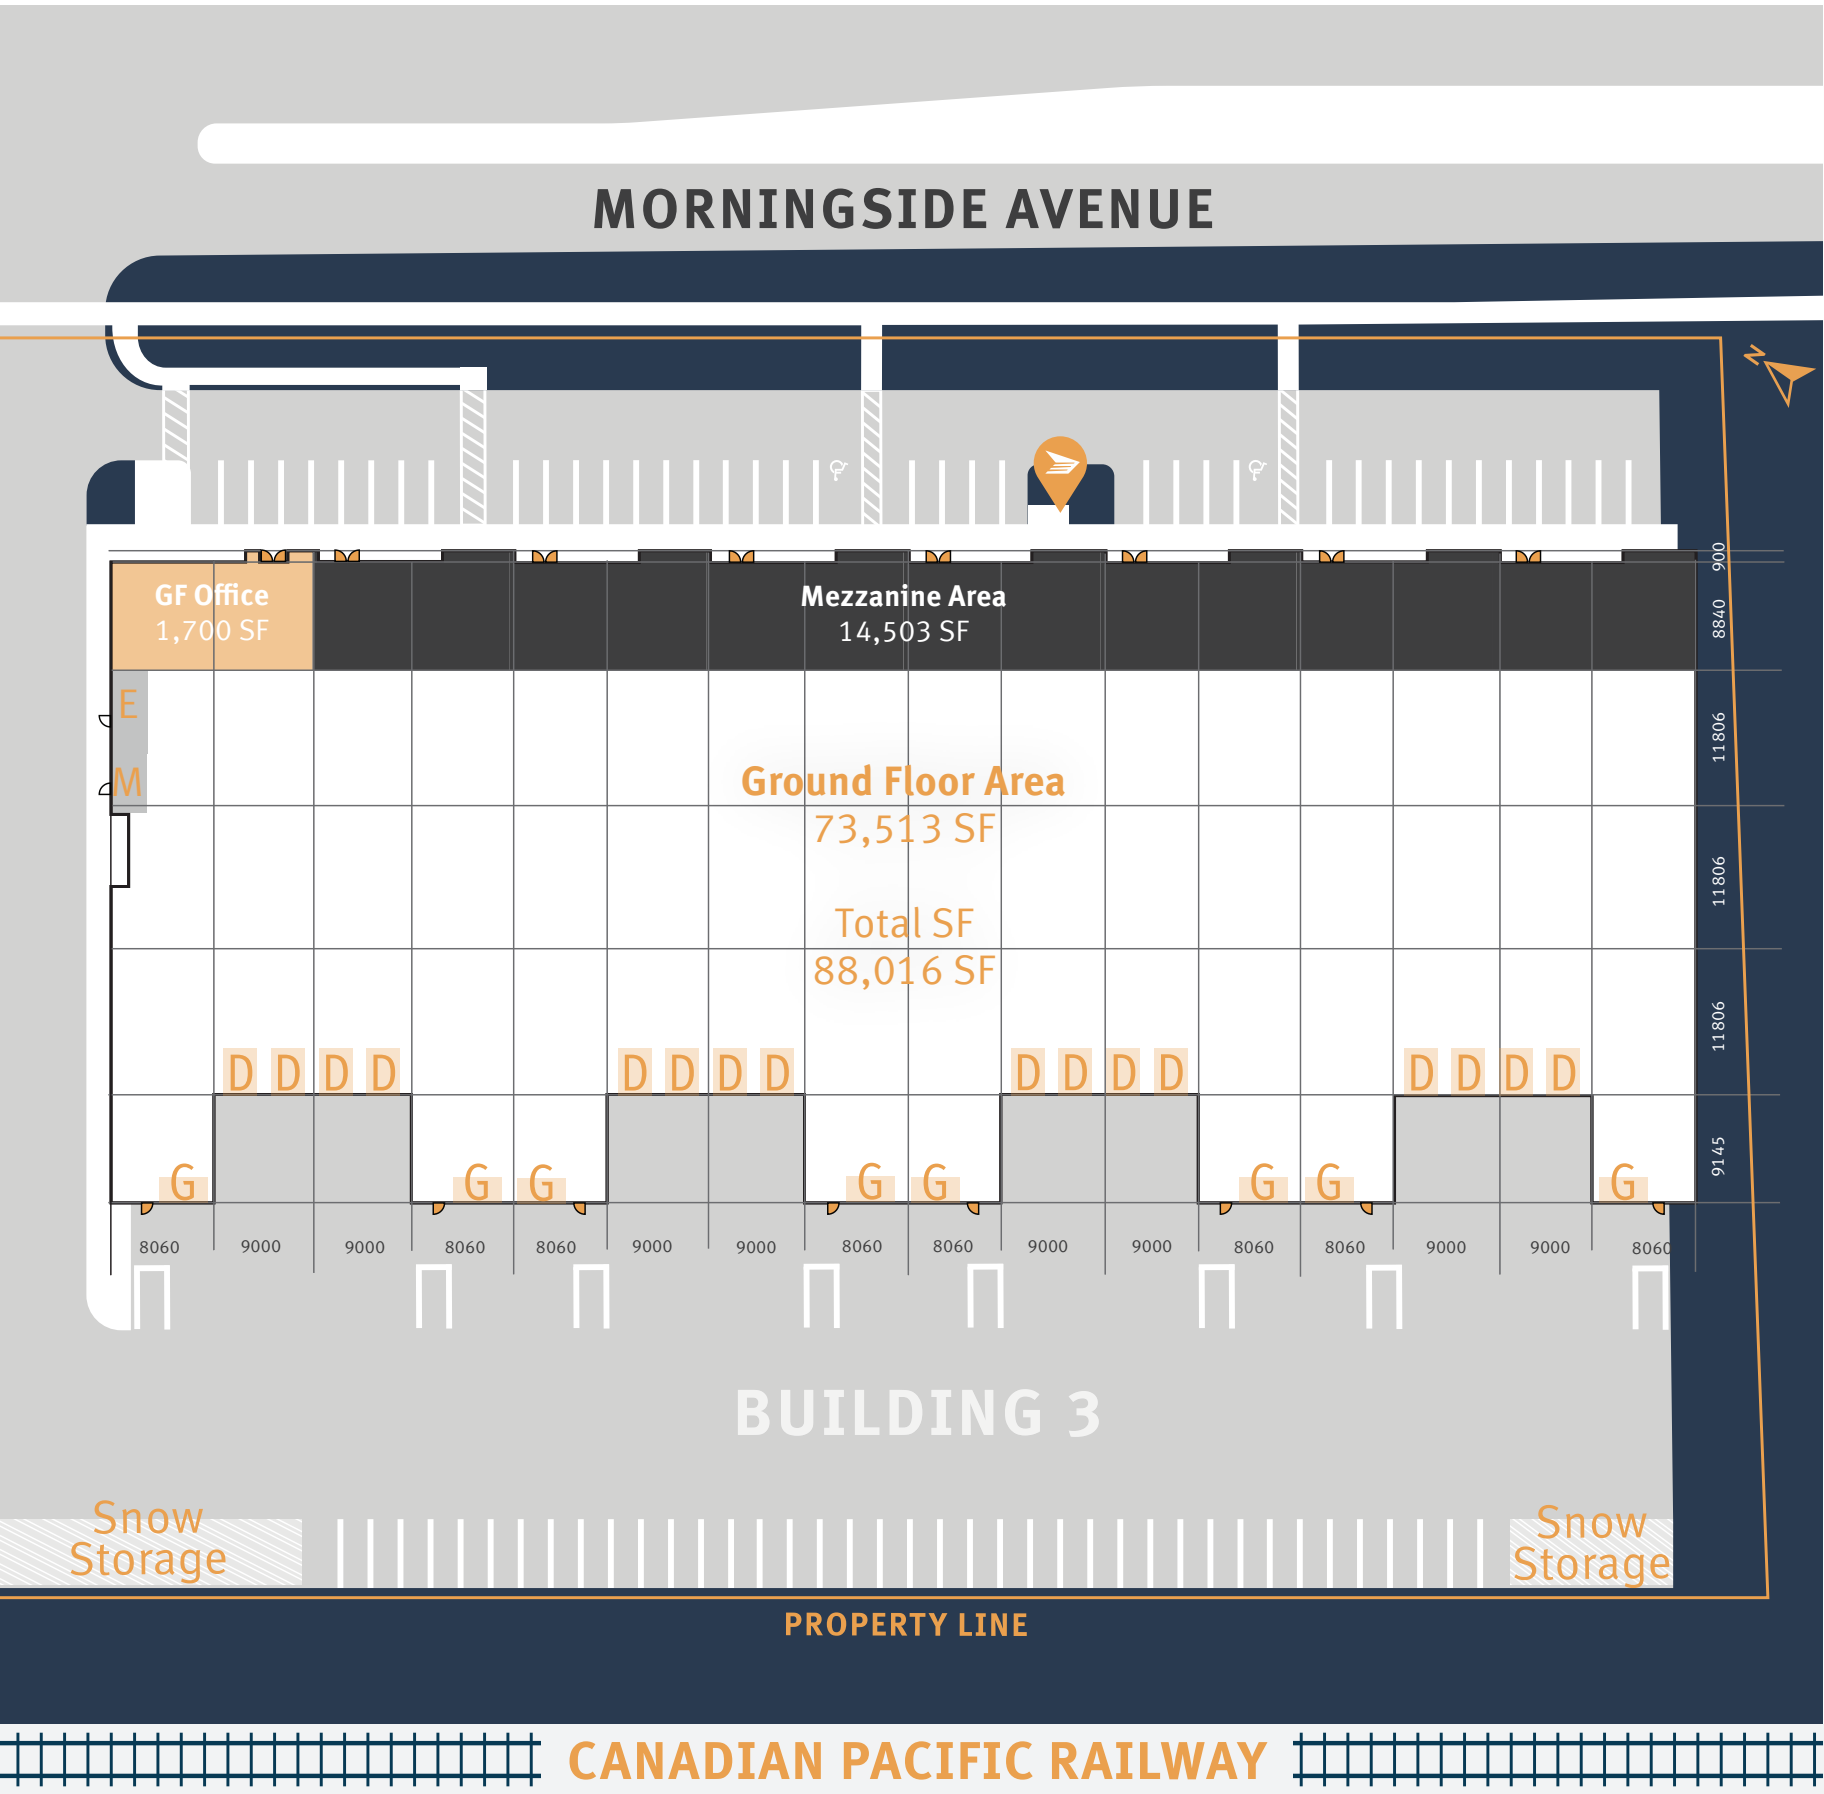 MORNINGSIDE AVENUE
N
900
GF Office
1,700 SF
Mezzanine Area
14,503 SF
8840
E
M
11806
Ground Floor Area
73,513 SF
11806
Total SF
88,016 SF
11806
D D D D D D D D D D D D D D D D
9145
G G G G G G G G
8060 9000 9000 8060 8060 9000 9000 8060 8060 9000 9000 8060 8060 9000 9000 8060
BUILDING 3
Snow
Storage
Snow
Storage
PROPERTY LINE
CANADIAN PACIFIC RAILWAY